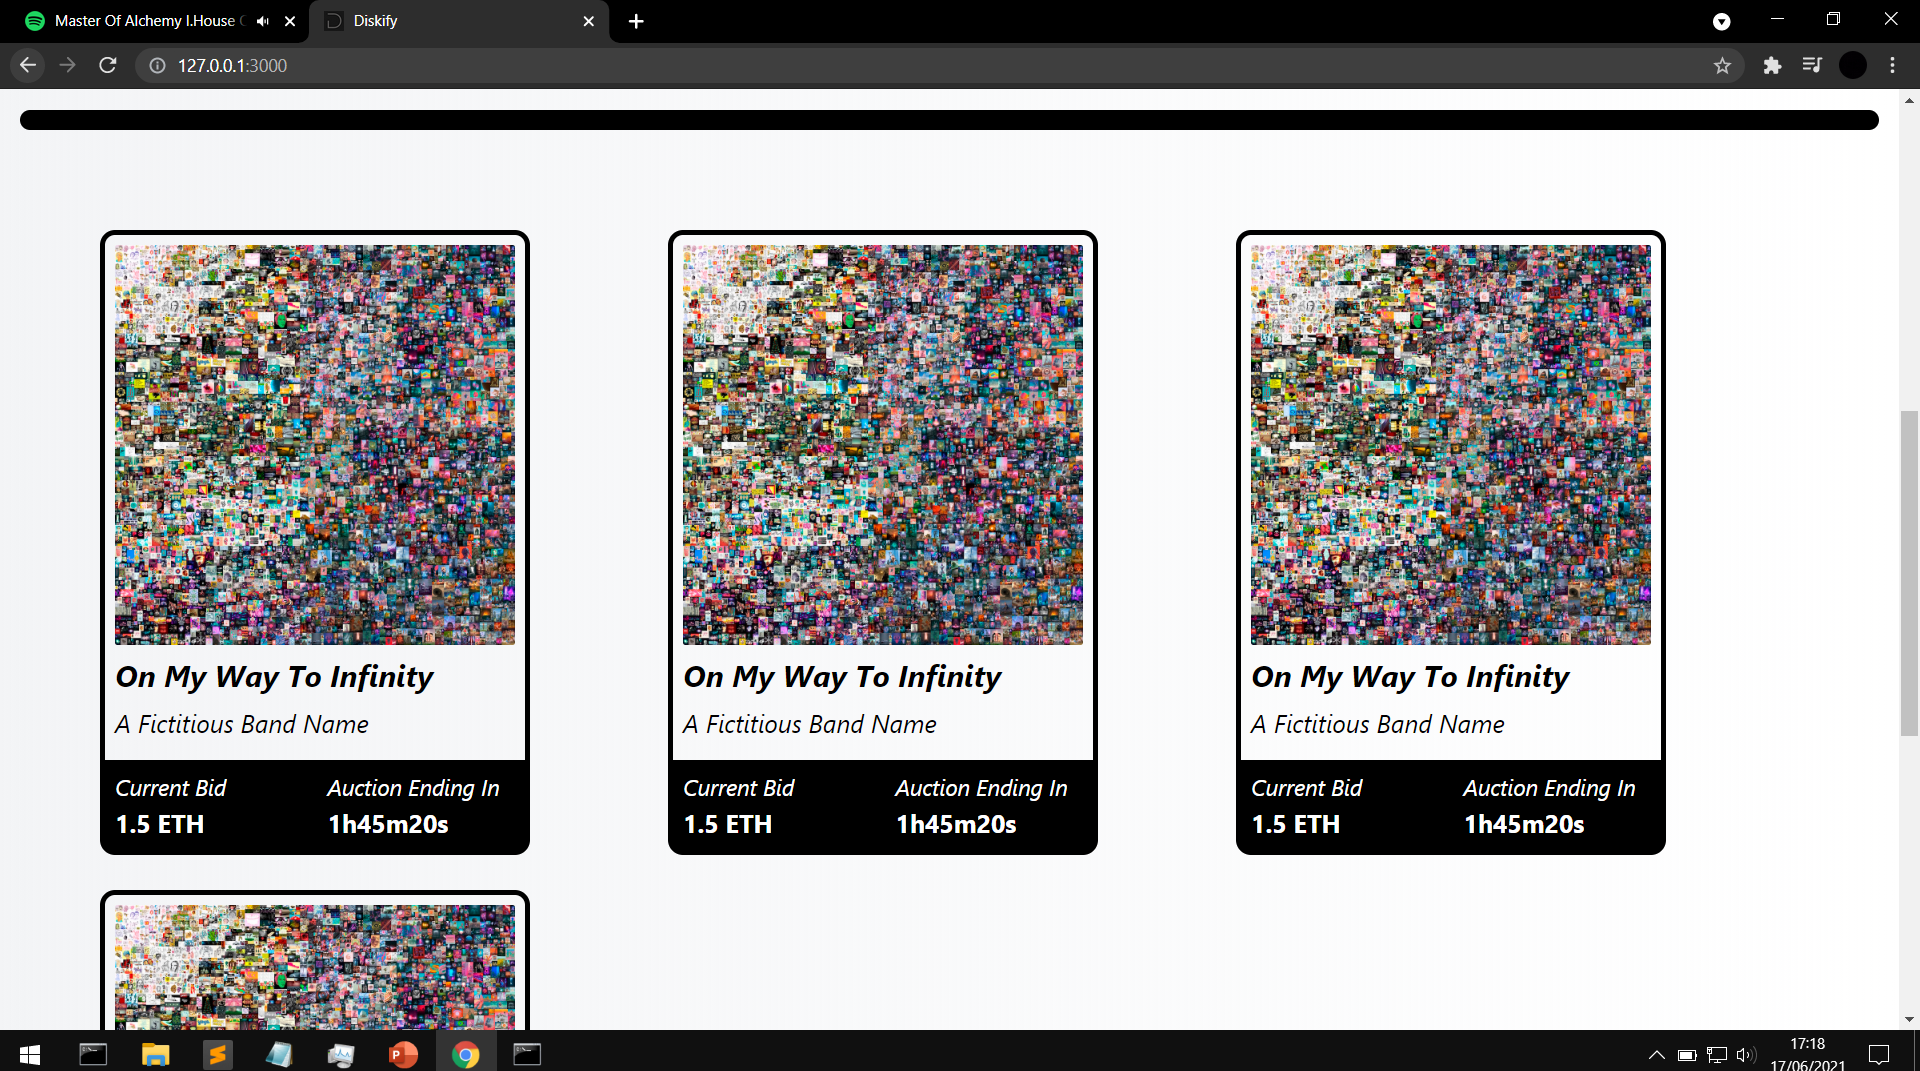 Master Of Alchemy I.House
Diskify
127.0.0.1:3000
On My Way To Infinity
A Fictitious Band Name
Current Bid
Auction Ending In
1.5 ETH
1h45m20s
On My Way To Infinity
A Fictitious Band Name
Current Bid
Auction Ending In
1.5 ETH
1h45m20s
On My Way To Infinity
A Fictitious Band Name
Current Bid
Auction Ending In
1.5 ETH
1h45m20s
17:18
17/06/2021